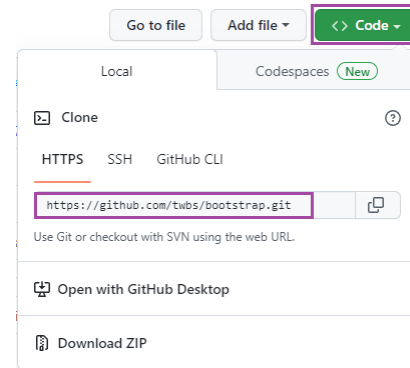 Go to file Add file <> Code
Local Codespaces New
Clone
HTTPS SSH GitHub CLI
https://github.com/twbs/bootstrap.git
Use Git or checkout with SVN using the web URL.
Open with GitHub Desktop
Download ZIP